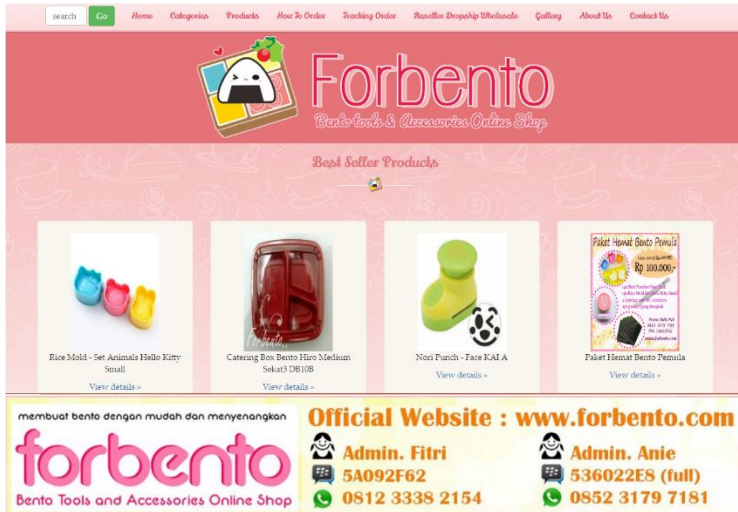 search Go Home Categories Products How To Order Tracking Order Reseller Dropship Wholesale Gallery About Us Contact Us
Forbento
Bento tools & Accessories Online Shop
Best Seller Products
Forbento
Paket Hemat Bento Pemula
Rp 100.000,-
Rice Mold - Set Animals Hello Kitty Small
View details »
Catering Box Bento Hiro Medium Sekat3 DB10B
View details »
Nori Punch - Face KAI A
View details »
Paket Hemat Bento Pemula
View details »
membuat bento dengan mudah dan menyenangkan
forbento
Bento Tools and Accessories Online Shop
Official Website : www.forbento.com
Admin. Fitri
5A092F62
0812 3338 2154
Admin. Anie
536022E8 (full)
0852 3179 7181